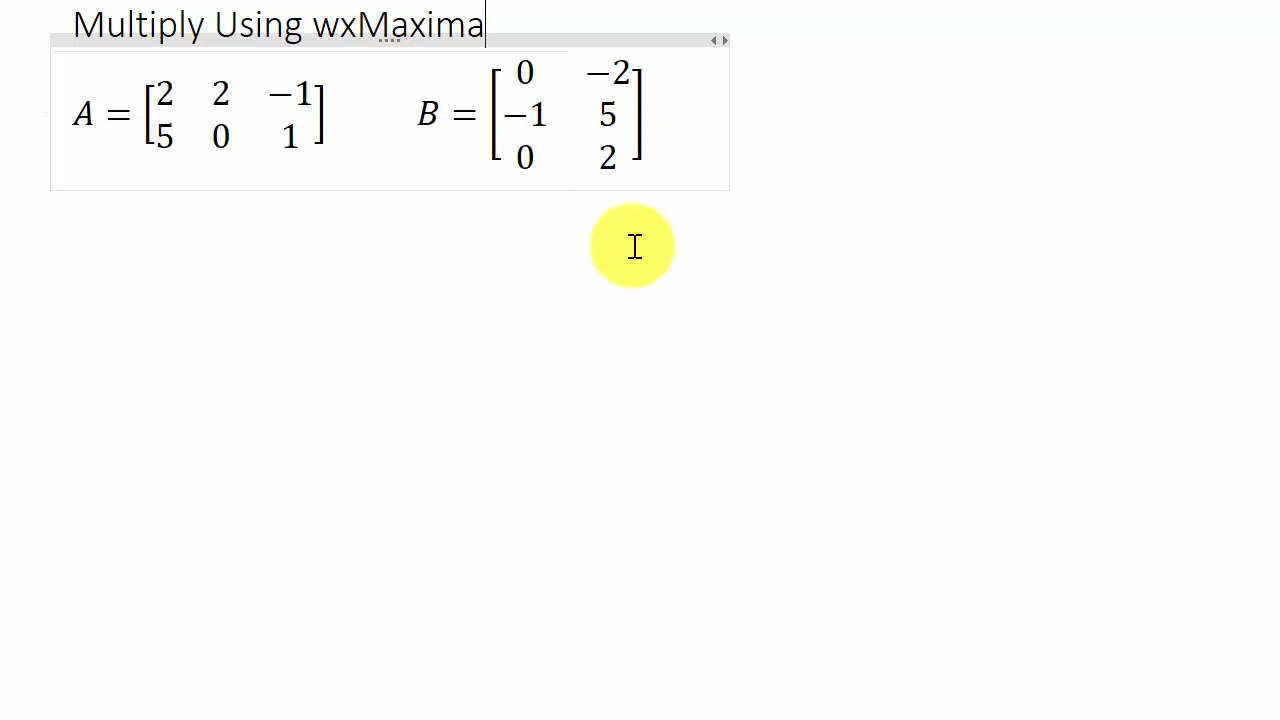 Multiply Using wxMaxima
A = [2 2 −1; 5 0 1] B = [0 −2; −1 5; 0 2]